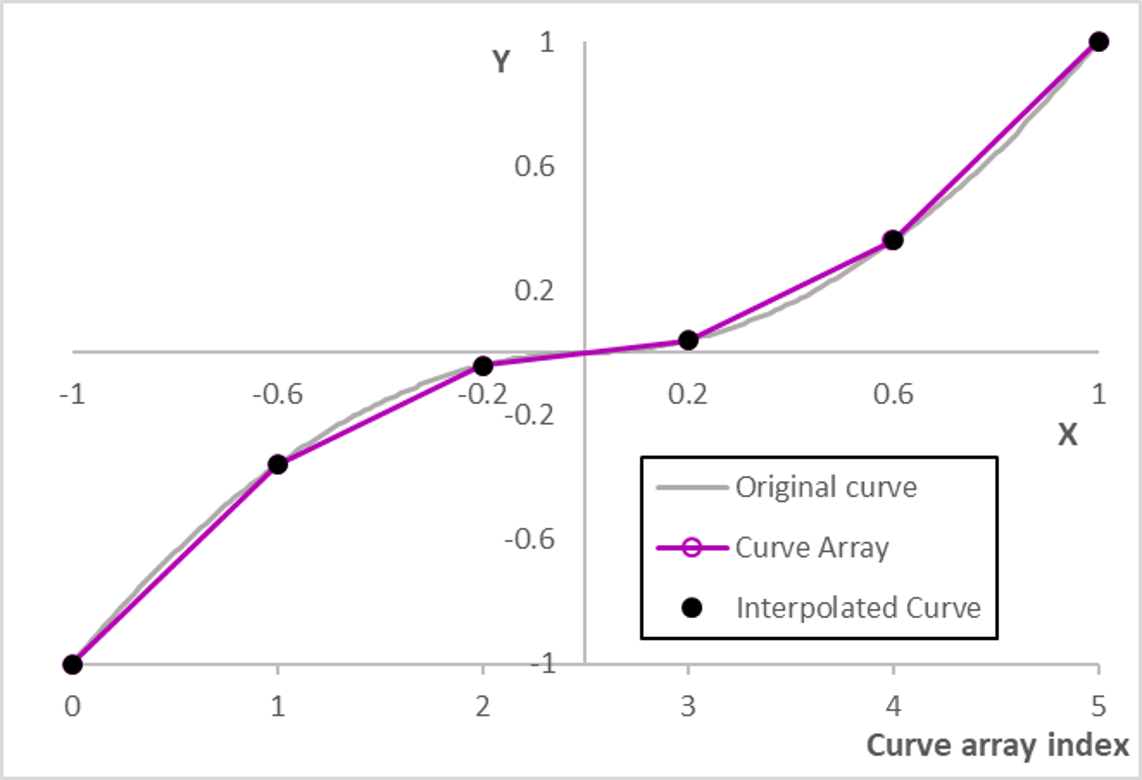 Y
1
0.6
0.2
-1 -0.6 -0.2 0.2 0.6 1
-0.2
X
Original curve
-0.6
Curve Array
Interpolated Curve
-1
0 1 2 3 4 5
Curve array index